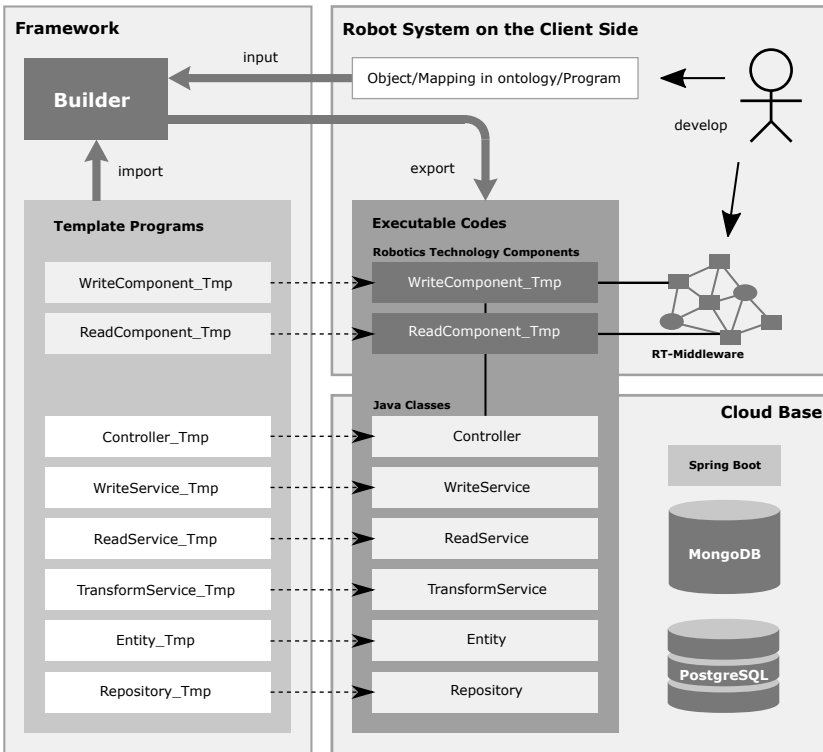 Framework
Robot System on the Client Side
input
Object/Mapping in ontology/Program
Builder
develop
import
export
Template Programs
Executable Codes
Robotics Technology Components
WriteComponent_Tmp
WriteComponent_Tmp
ReadComponent_Tmp
ReadComponent_Tmp
RT-Middleware
Java Classes
Cloud Base
Controller_Tmp
Controller
Spring Boot
WriteService_Tmp
WriteService
ReadService_Tmp
ReadService
MongoDB
TransformService_Tmp
TransformService
Entity_Tmp
Entity
PostgreSQL
Repository_Tmp
Repository